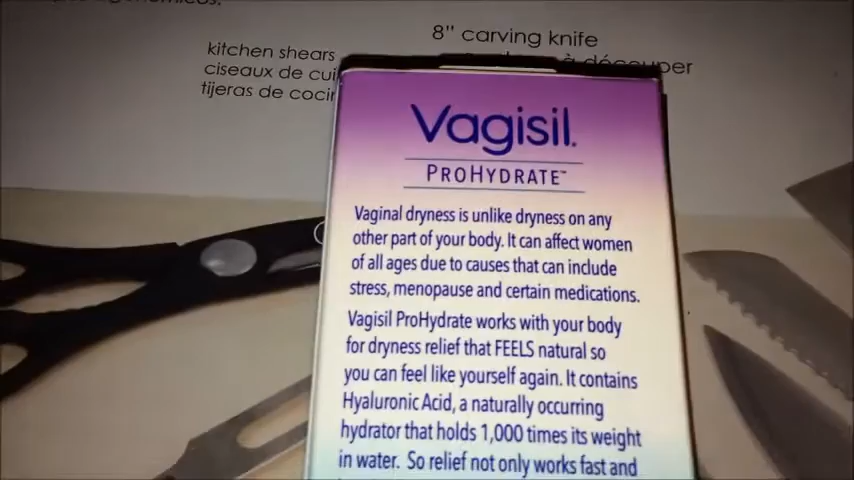 8" carving knife
à découper
kitchen shears
ciseaux de
tijeras de
Vagisil.
PROHYDRATE™
Vaginal dryness is unlike dryness on any
other part of your body. It can affect women
of all ages due to causes that can include
stress, menopause and certain medications.
Vagisil ProHydrate works with your body
for dryness relief that FEELS natural so
you can feel like yourself again. It contains
Hyaluronic Acid, a naturally occurring
hydrator that holds 1,000 times its weight
in water. So relief not only works fast and